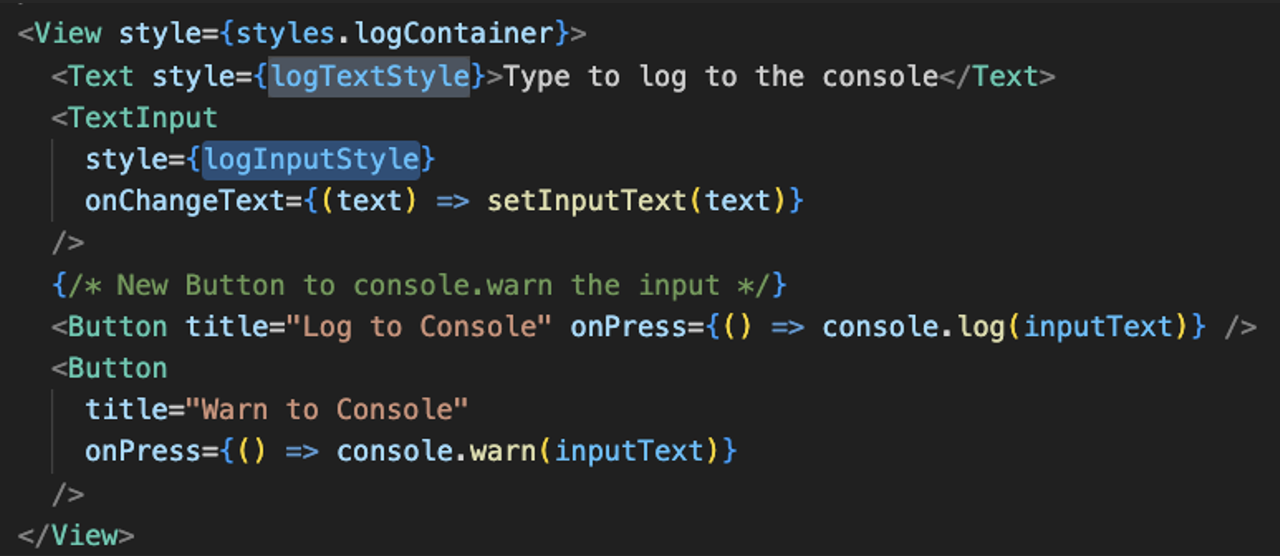 <View style={styles.logContainer}>
  <Text style={logTextStyle}>Type to log to the console</Text>
  <TextInput
    style={logInputStyle}
    onChangeText={(text) => setInputText(text)}
  />
  {/* New Button to console.warn the input */}
  <Button title="Log to Console" onPress={() => console.log(inputText)} />
  <Button
    title="Warn to Console"
    onPress={() => console.warn(inputText)}
  />
</View>